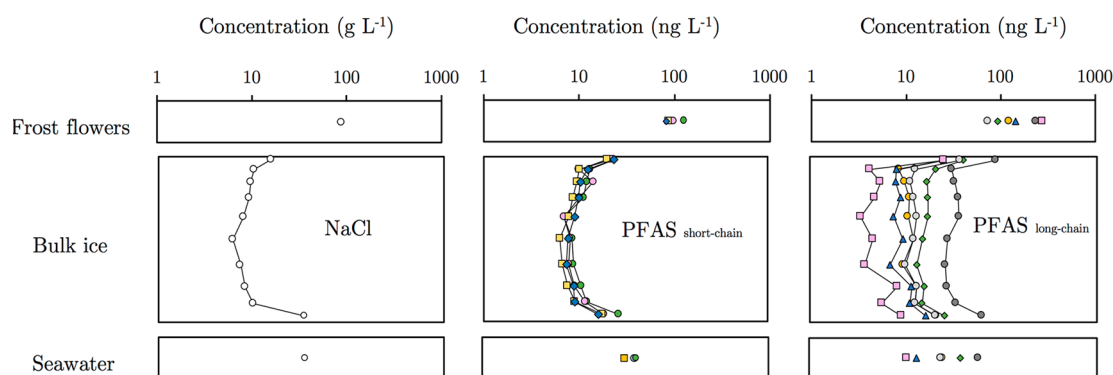 Concentration (g L-1) Concentration (ng L-1) Concentration (ng L-1)
1 10 100 1000 1 10 100 1000 1 10 100 1000
Frost flowers
Bulk ice NaCl PFAS short-chain PFAS long-chain
Seawater